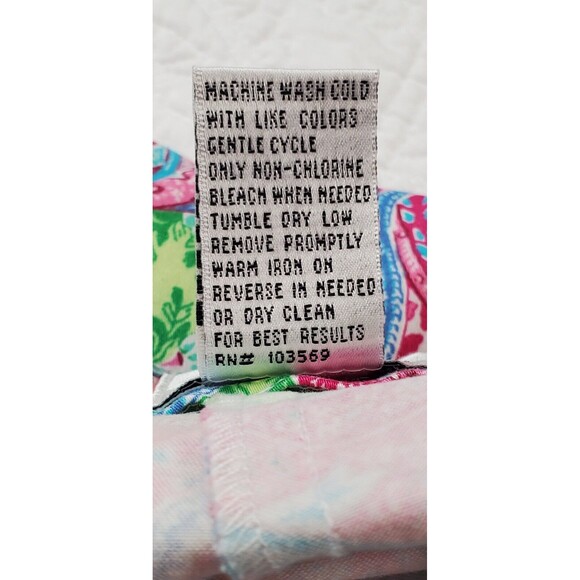 MACHINE WASH COLD
WITH LIKE COLORS
GENTLE CYCLE
ONLY NON-CHLORINE
BLEACH WHEN NEEDED
TUMBLE DRY LOW
REMOVE PROMPTLY
WARM IRON ON
REVERSE IN NEEDED
OR DRY CLEAN
FOR BEST RESULTS
RN# 103569